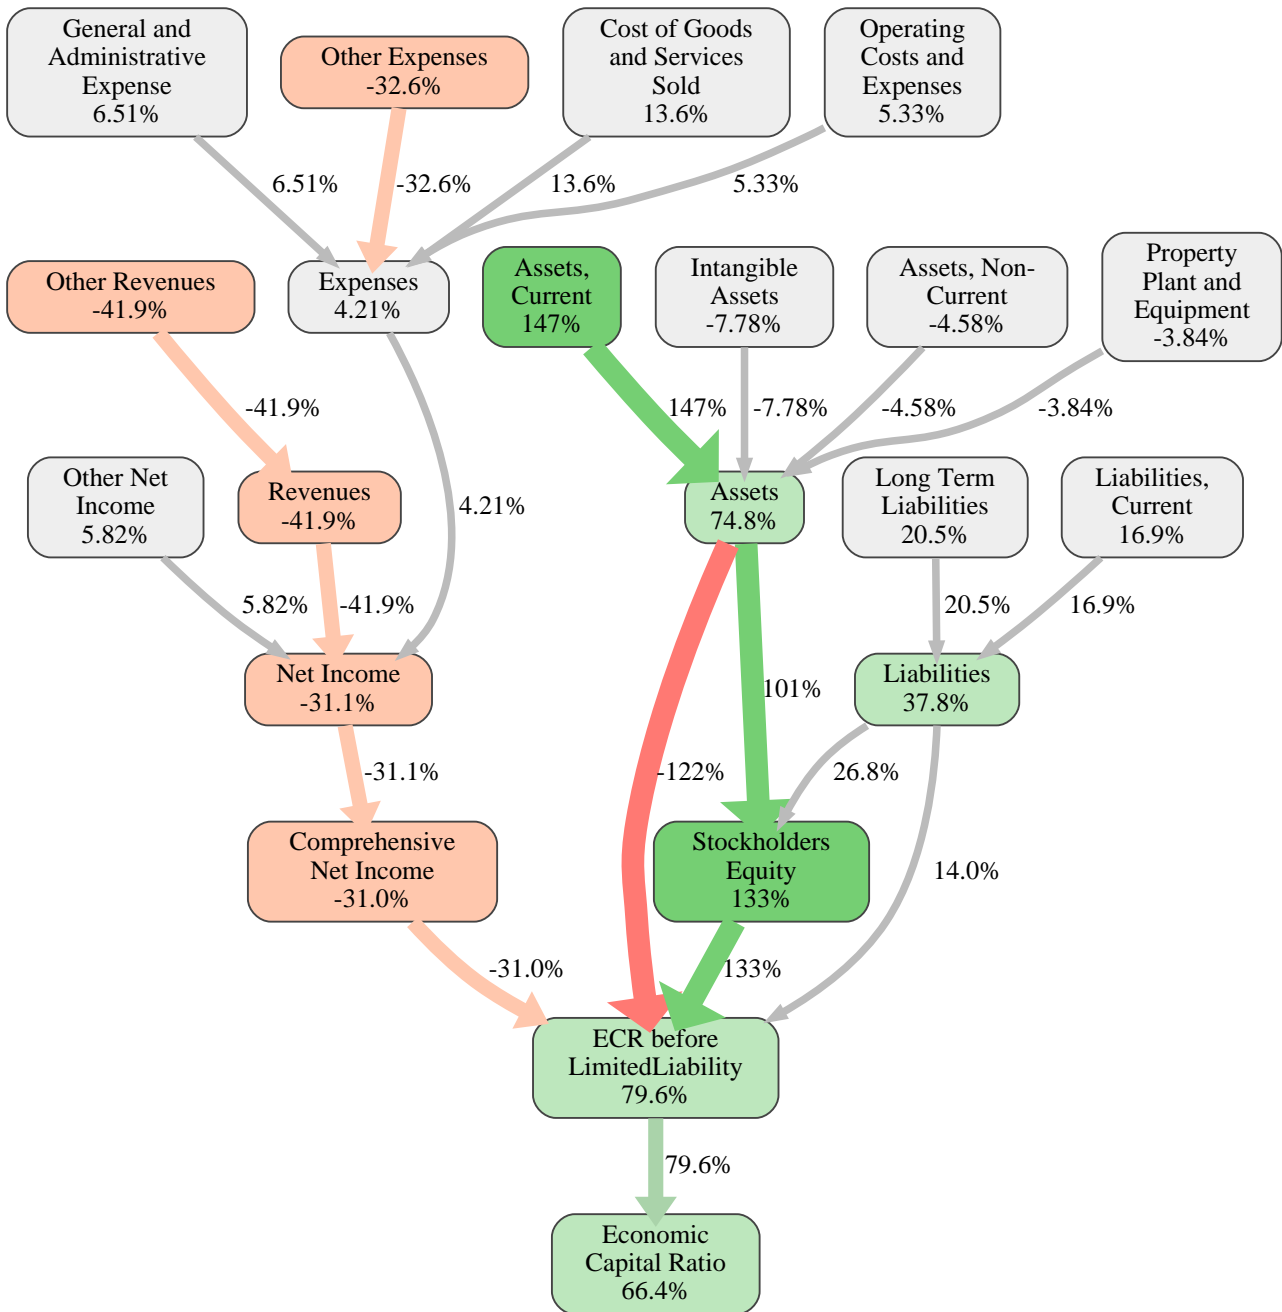 General and
Administrative
Expense
6.51%
Other Expenses
-32.6%
Cost of Goods
and Services
Sold
13.6%
Operating
Costs and
Expenses
5.33%
6.51%
-32.6%
13.6%
5.33%
Other Revenues
-41.9%
Expenses
4.21%
Assets,
Current
147%
Intangible
Assets
-7.78%
Assets, Non-
Current
-4.58%
Property
Plant and
Equipment
-3.84%
-41.9%
147%
-7.78%
-4.58%
-3.84%
Other Net
Income
5.82%
Revenues
-41.9%
4.21%
Assets
74.8%
Long Term
Liabilities
20.5%
Liabilities,
Current
16.9%
5.82%
-41.9%
20.5%
16.9%
Net Income
-31.1%
101%
Liabilities
37.8%
-31.1%
-122%
26.8%
Comprehensive
Net Income
-31.0%
Stockholders
Equity
133%
14.0%
-31.0%
133%
ECR before
LimitedLiability
79.6%
79.6%
Economic
Capital Ratio
66.4%